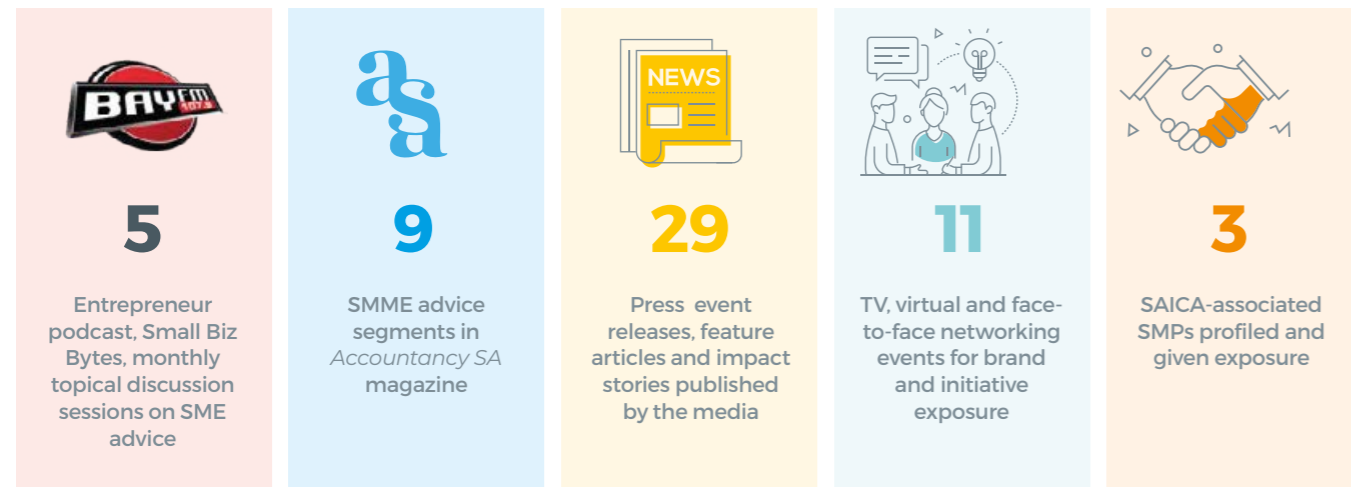 BAY FM
107.9
5
Entrepreneur
podcast, Small Biz
Bytes, monthly
topical discussion
sessions on SME
advice
asa
9
SMME advice
segments in
Accountancy SA
magazine
NEWS
29
Press event
releases, feature
articles and impact
stories published
by the media
11
TV, virtual and face-
to-face networking
events for brand
and initiative
exposure
3
SAICA-associated
SMPs profiled and
given exposure